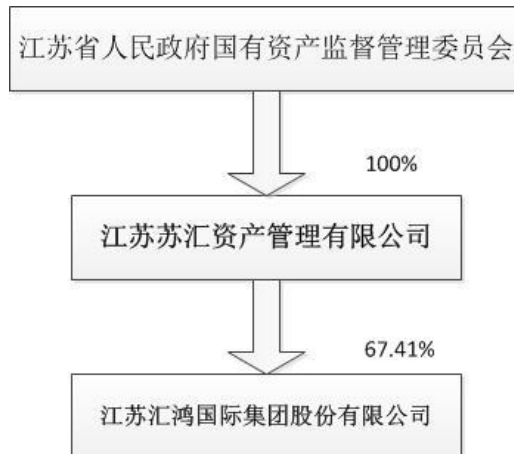 江苏省人民政府国有资产监督管理委员会
100%
江苏苏汇资产管理有限公司
67.41%
江苏汇鸿国际集团股份有限公司